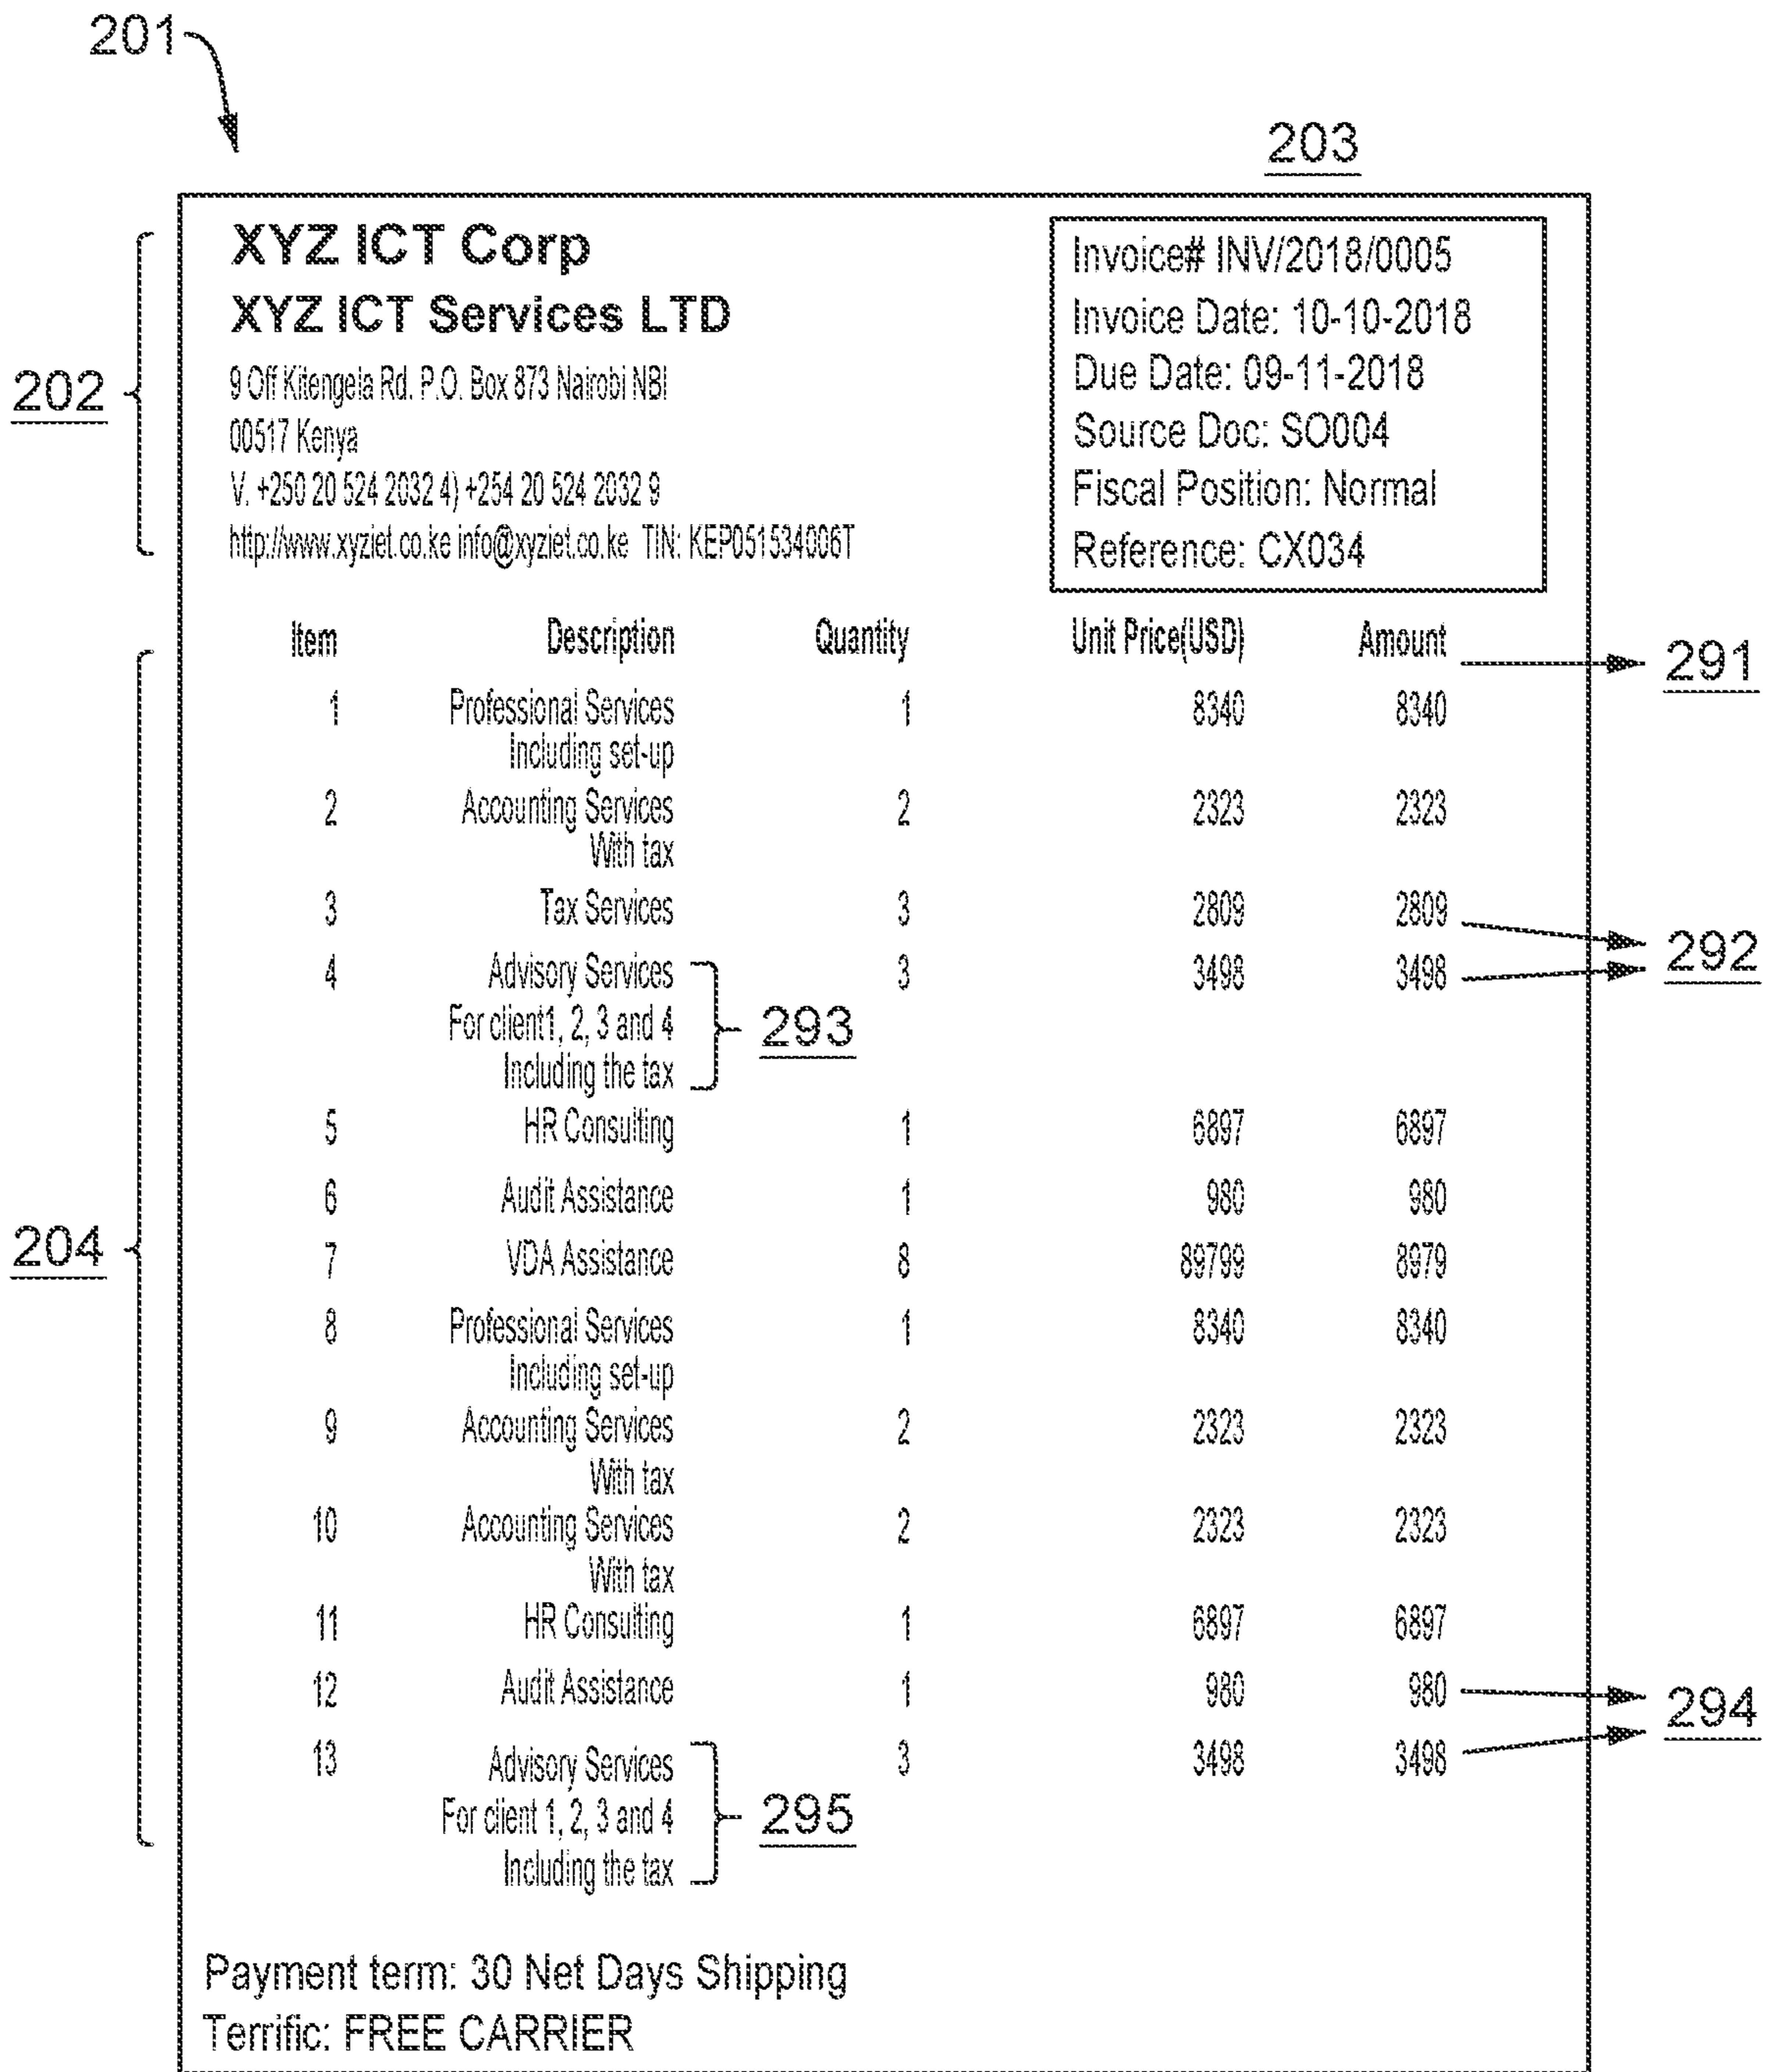 201
203
202
XYZ ICT Corp
XYZ ICT Services LTD
9 Off Kitengela Rd. P.O. Box 873 Nairobi NBI
00517 Kenya
V. +250 20 524 2032 4) +254 20 524 2032 9
http://www.xyziet.co.ke info@xyziet.co.ke TIN: KEP051534006T
Invoice# INV/2018/0005
Invoice Date: 10-10-2018
Due Date: 09-11-2018
Source Doc: SO004
Fiscal Position: Normal
Reference: CX034
204
Item Description Quantity Unit Price(USD) Amount 291
1 Professional Services 1 8340 8340
Including set-up
2 Accounting Services 2 2323 2323
With tax
3 Tax Services 3 2809 2809
292
4 Advisory Services 3 3498 3498
For client1, 2, 3 and 4 293
Including the tax
5 HR Consulting 1 6897 6897
6 Audit Assistance 1 980 980
7 VDA Assistance 8 89799 8979
8 Professional Services 1 8340 8340
Including set-up
9 Accounting Services 2 2323 2323
With tax
10 Accounting Services 2 2323 2323
With tax
11 HR Consulting 1 6897 6897
12 Audit Assistance 1 980 980
294
13 Advisory Services 3 3498 3498
For client 1, 2, 3 and 4 295
Including the tax
Payment term: 30 Net Days Shipping
Terrific: FREE CARRIER